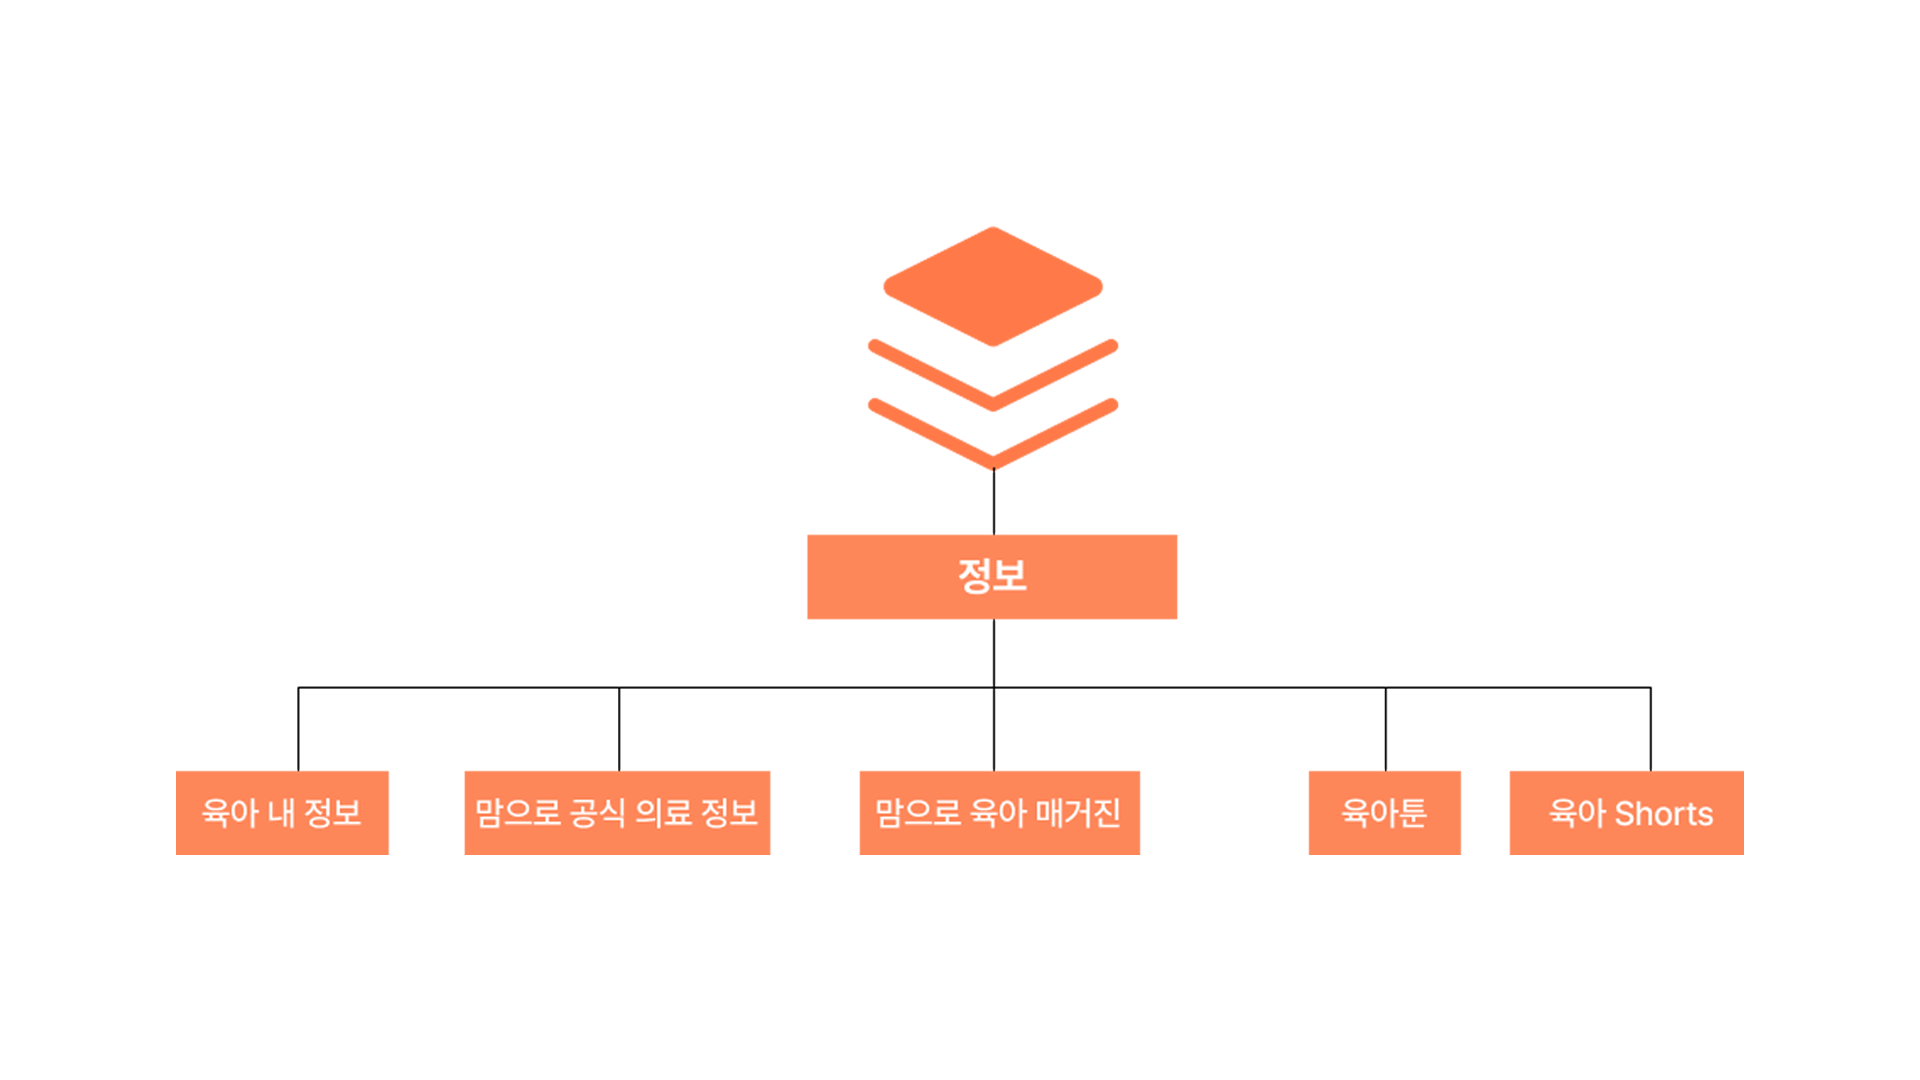 정보
육아 내 정보
맘으로 공식 의료 정보
맘으로 육아 매거진
육아툰
육아 Shorts